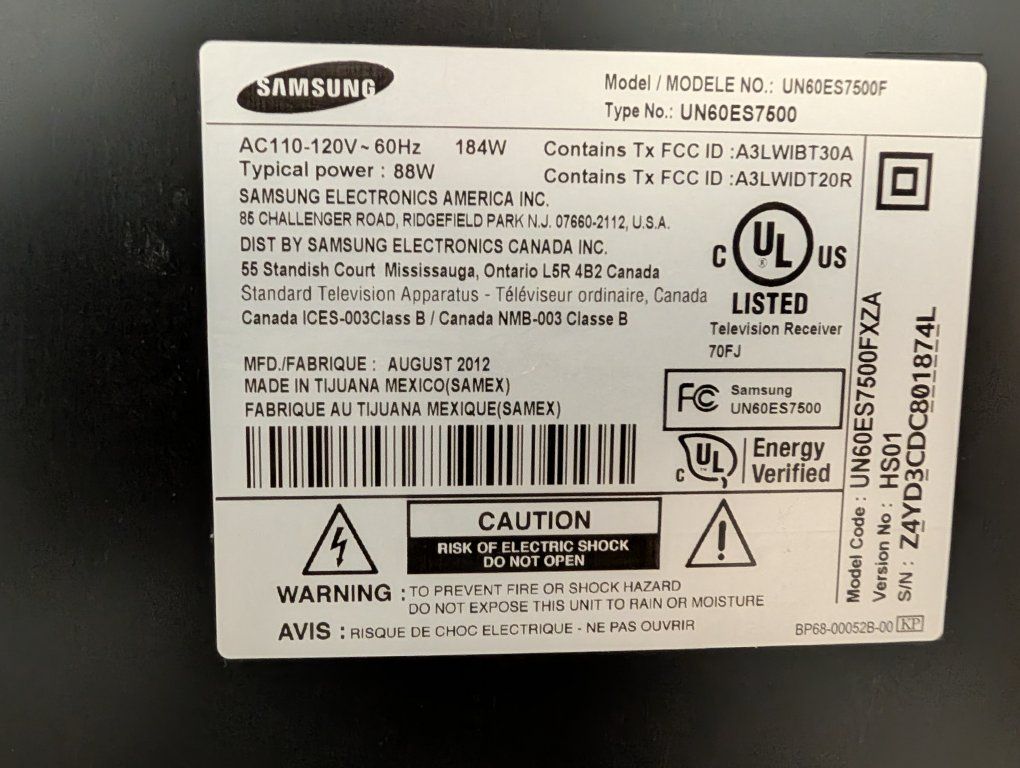 SAMSUNG
Model / MODELE NO.: UN60ES7500F
Type No.: UN60ES7500
AC110-120V~60Hz 184W
Typical power : 88W
Contains Tx FCC ID :A3LWIBT30A
Contains Tx FCC ID :A3LWIDT20R
SAMSUNG ELECTRONICS AMERICA INC.
85 CHALLENGER ROAD, RIDGEFIELD PARK N.J. 07660-2112, U.S.A.
DIST BY SAMSUNG ELECTRONICS CANADA INC.
55 Standish Court Mississauga, Ontario L5R 4B2 Canada
Standard Television Apparatus - Téléviseur ordinaire, Canada
Canada ICES-003Class B / Canada NMB-003 Classe B
C UL ® US
LISTED
Television Receiver
70FJ
MFD./FABRIQUE : AUGUST 2012
MADE IN TIJUANA MEXICO(SAMEX)
FABRIQUE AU TIJUANA MEXIQUE(SAMEX)
FC Samsung
UN60ES7500
C UL ™ Energy
Verified
CAUTION
RISK OF ELECTRIC SHOCK
DO NOT OPEN
WARNING : TO PREVENT FIRE OR SHOCK HAZARD
DO NOT EXPOSE THIS UNIT TO RAIN OR MOISTURE
AVIS : RISQUE DE CHOC ELECTRIQUE - NE PAS OUVRIR
BP68-00052B-00 KP
Model Code : UN60ES7500FXZA
Version No : HS01
S/N : Z4YD3CDC801874L